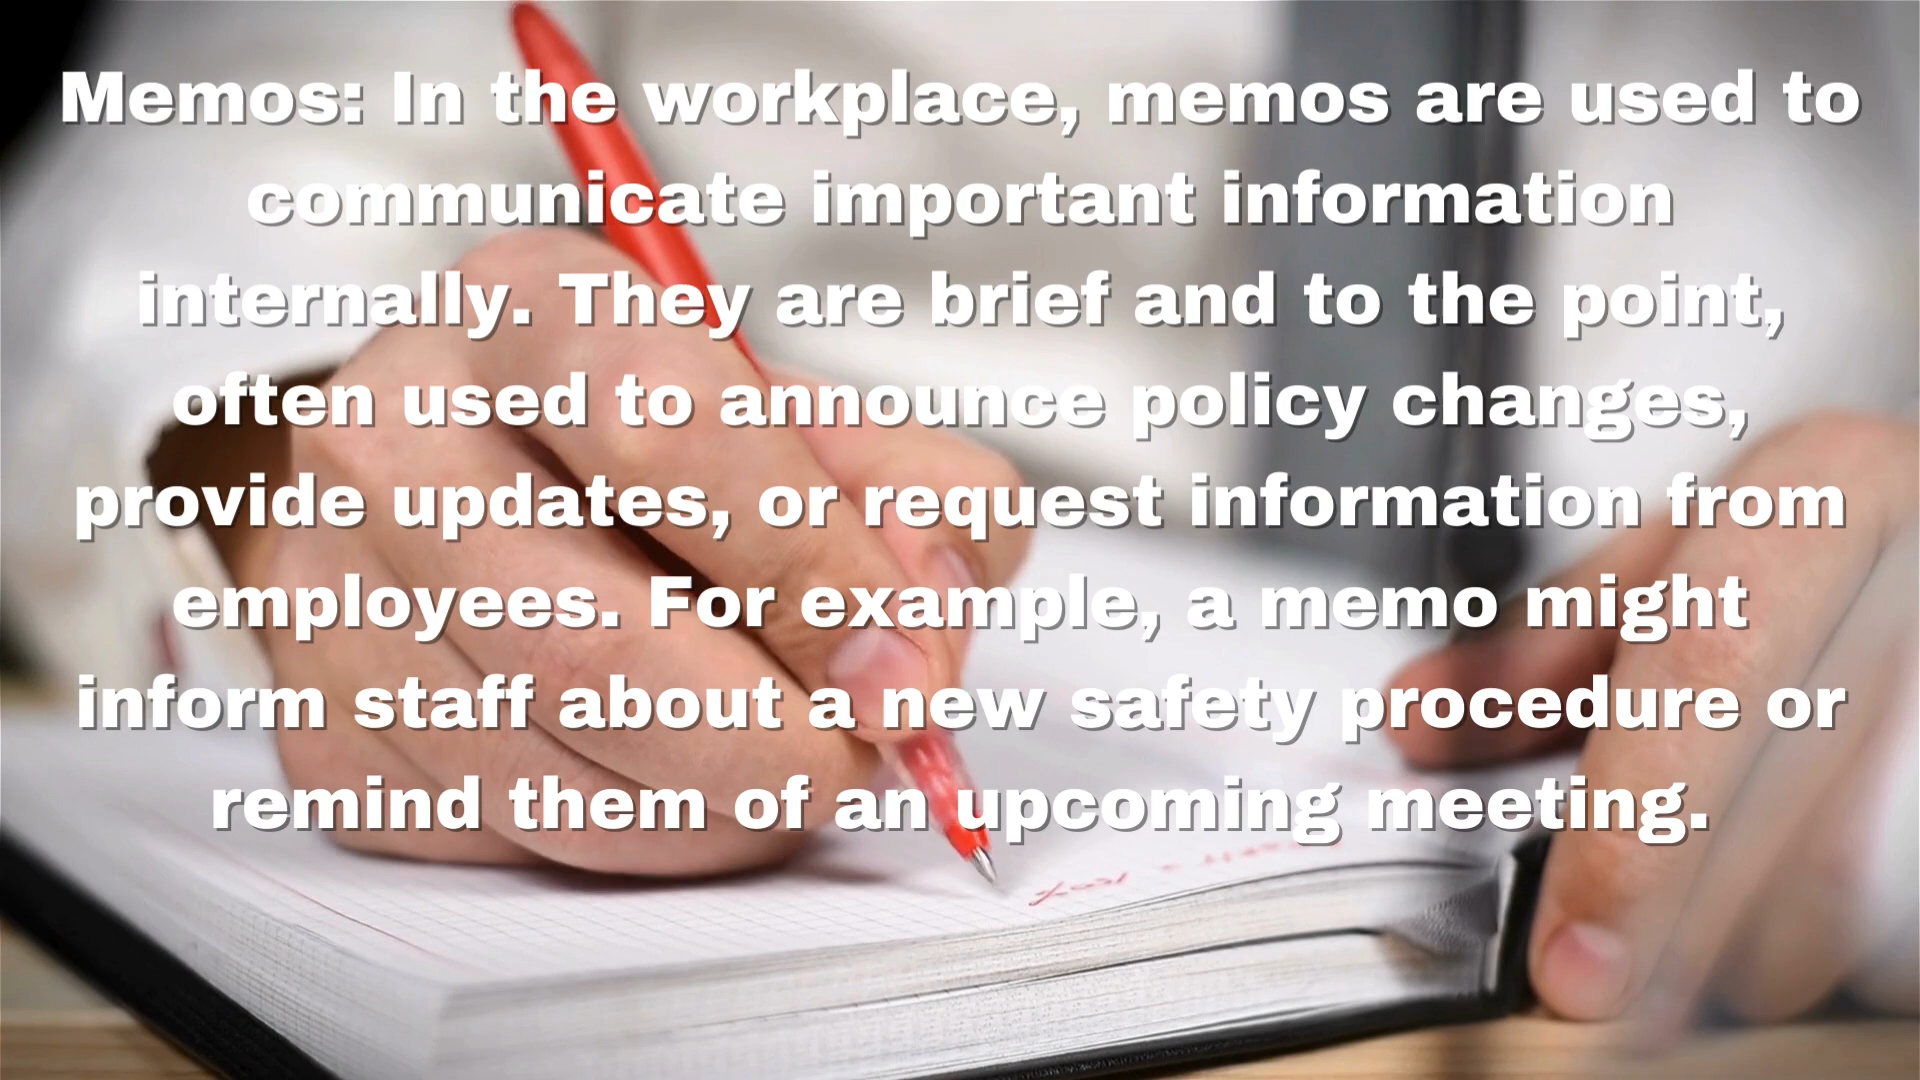 Memos: In the workplace, memos are used to
communicate important information
internally. They are brief and to the point,
often used to announce policy changes,
provide updates, or request information from
employees. For example, a memo might
inform staff about a new safety procedure or
remind them of an upcoming meeting.